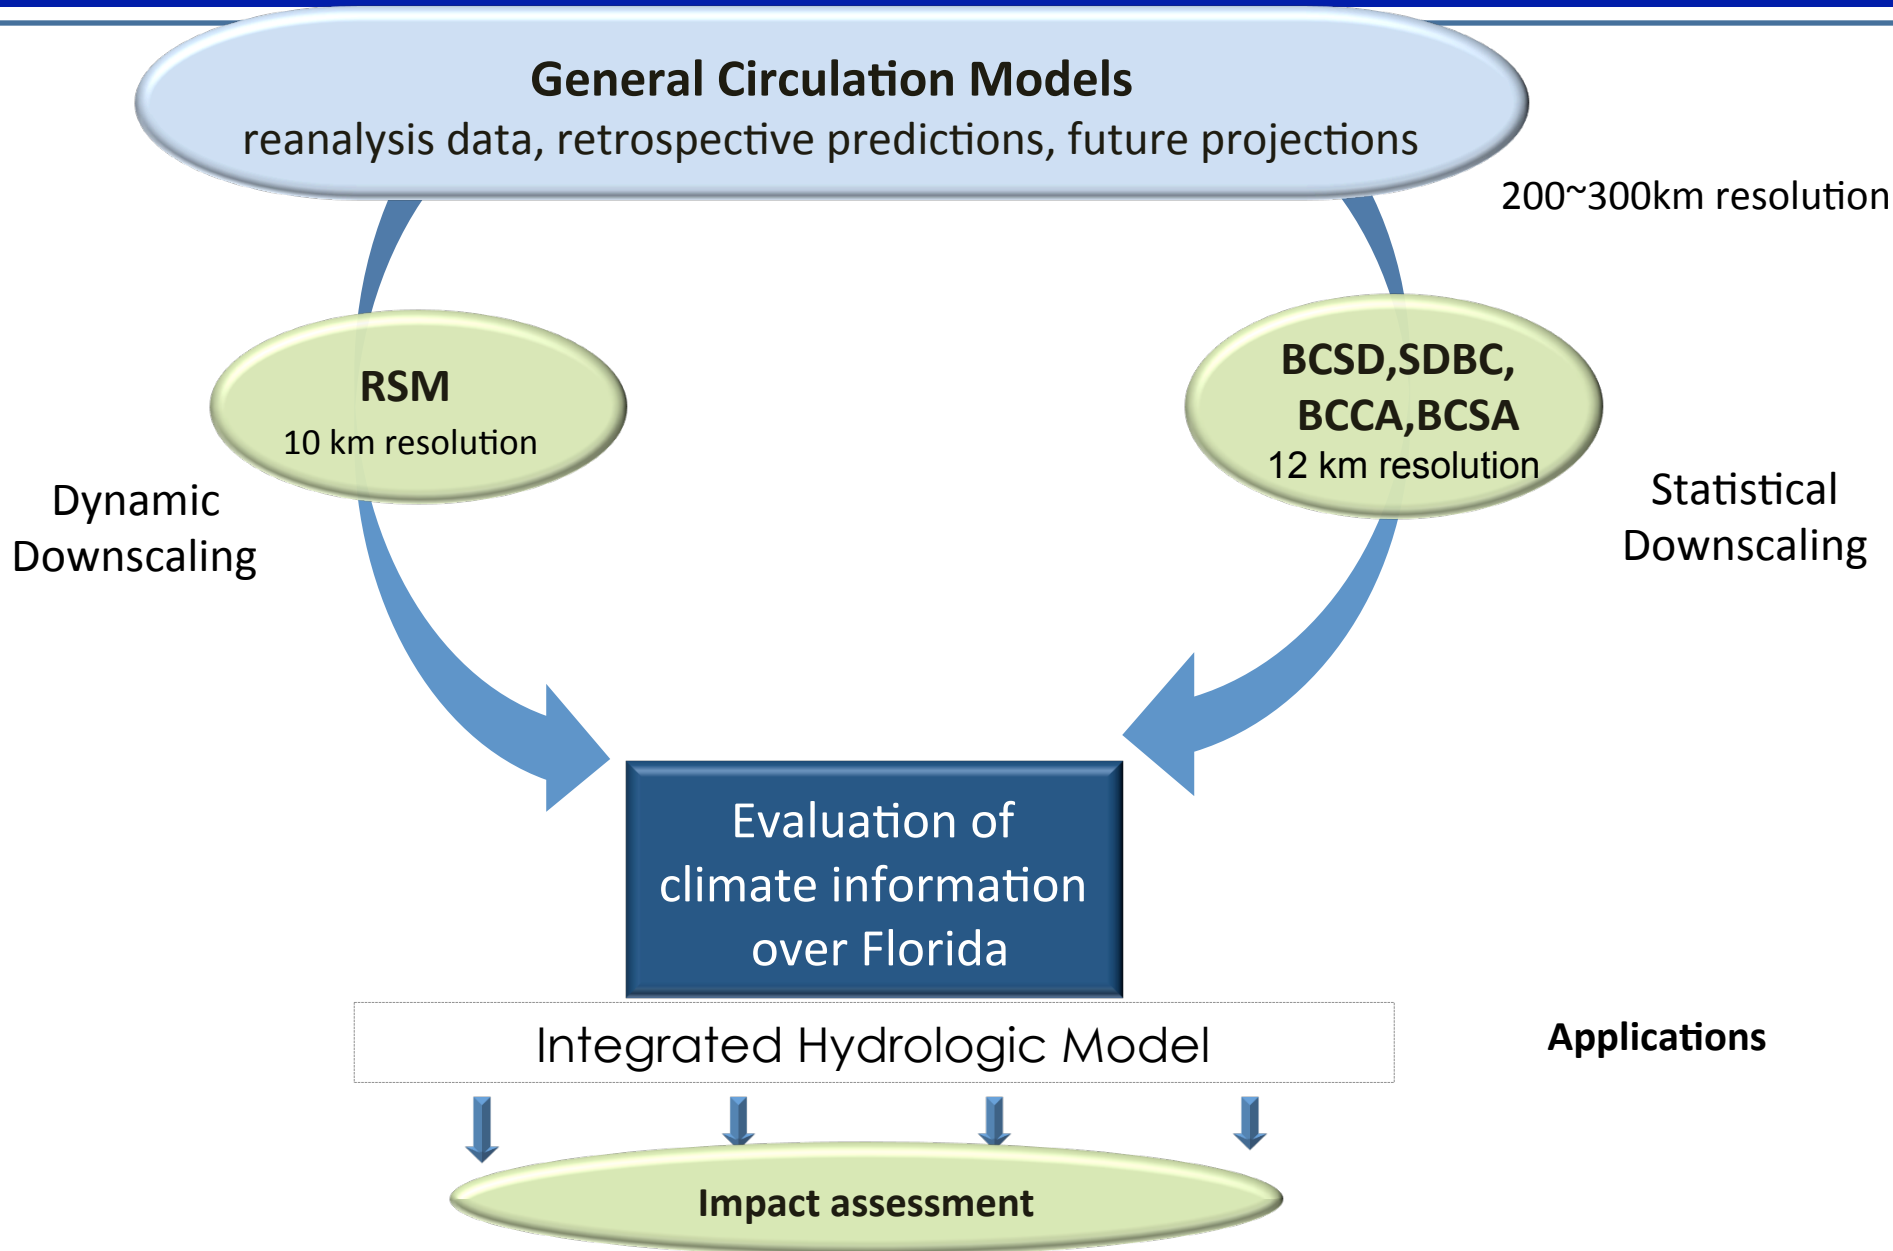 General Circulation Models
reanalysis data, retrospective predictions, future projections
200~300km resolution
RSM
10 km resolution
BCSD,SDBC,
BCCA,BCSA
12 km resolution
Dynamic
Downscaling
Statistical
Downscaling
Evaluation of
climate information
over Florida
Integrated Hydrologic Model
Applications
Impact assessment